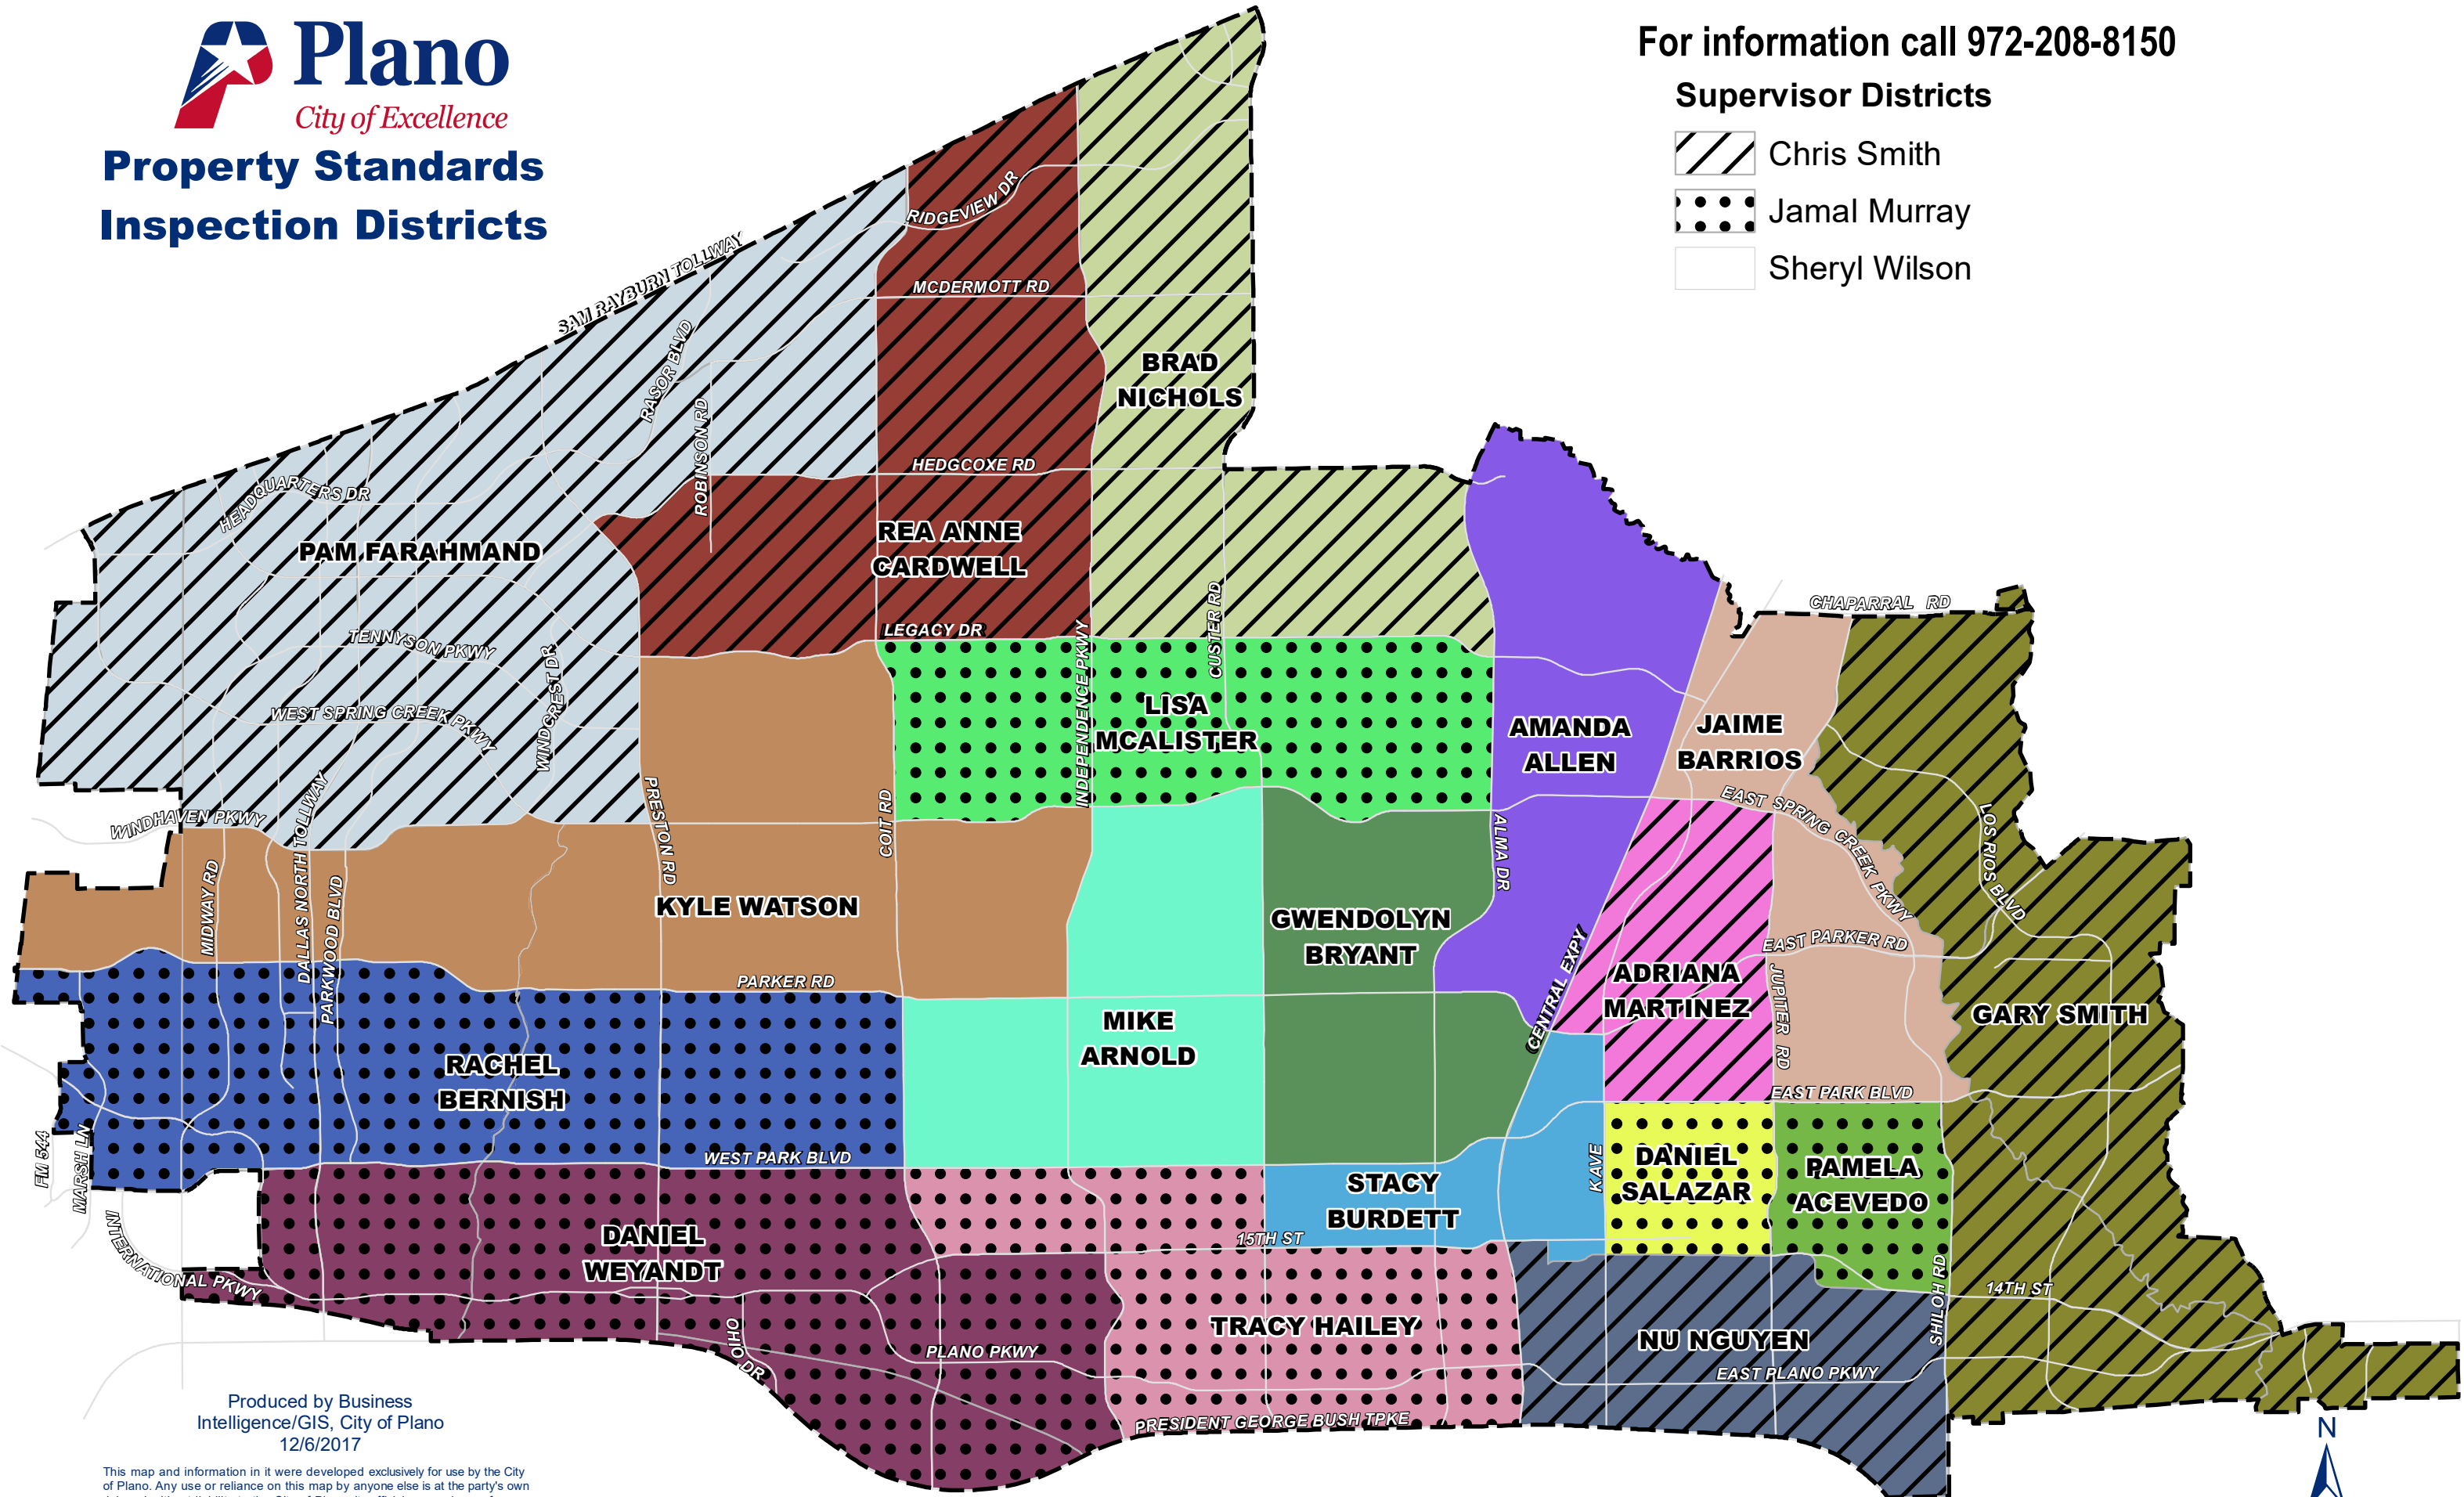 Plano
City of Excellence
Property Standards
Inspection Districts
For information call 972-208-8150
Supervisor Districts
Chris Smith
Jamal Murray
Sheryl Wilson
SAM RAYBURN TOLLWAY
RIDGEVIEW DR
MCDERMOTT RD
RASOR BLVD
ROBINSON RD
BRAD
NICHOLS
HEDGCOXE RD
HEADQUARTERS DR
PAM FARAHMAND
REA ANNE
CARDWELL
LEGACY DR
INDEPENDENCE PKWY
CUSTER RD
CHAPARRAL RD
TENNYSON PKWY
WINDCREST DR
WEST SPRING CREEK PKWY
LISA
MCALISTER
AMANDA
ALLEN
JAIME
BARRIOS
WINDHAVEN PKWY
DALLAS NORTH TOLLWAY
MIDWAY RD
PARKWOOD BLVD
PRESTON RD
COIT RD
ALMA DR
EAST SPRING CREEK PKWY
LOS RIOS BLVD
KYLE WATSON
GWENDOLYN
BRYANT
CENTRAL EXPY
EAST PARKER RD
PARKER RD
ADRIANA
MARTINEZ
JUPITER RD
GARY SMITH
MIKE
ARNOLD
RACHEL
BERNISH
EAST PARK BLVD
FM 544
MARSH LN
WEST PARK BLVD
K AVE
DANIEL
SALAZAR
PAMELA
ACEVEDO
STACY
BURDETT
15TH ST
INTERNATIONAL PKWY
DANIEL
WEYANDT
SHILOH RD
14TH ST
OHIO DR
PLANO PKWY
TRACY HAILEY
NU NGUYEN
EAST PLANO PKWY
PRESIDENT GEORGE BUSH TPKE
Produced by Business
Intelligence/GIS, City of Plano
12/6/2017
This map and information in it were developed exclusively for use by the City
of Plano. Any use or reliance on this map by anyone else is at the party's own
N